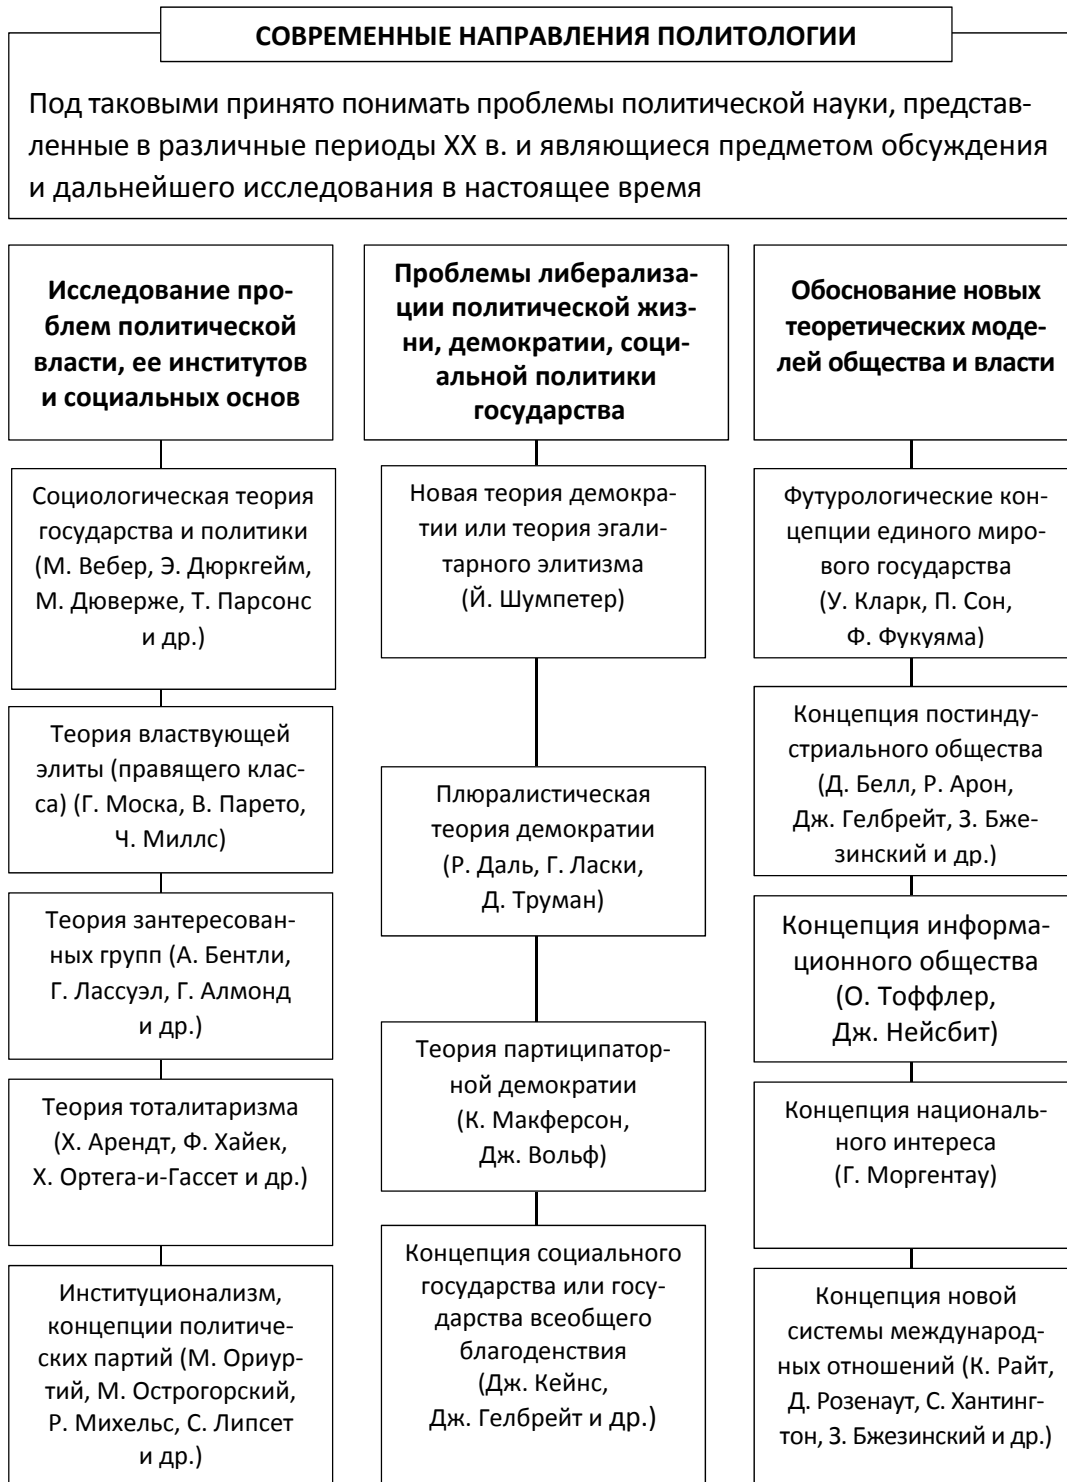 СОВРЕМЕННЫЕ НАПРАВЛЕНИЯ ПОЛИТОЛОГИИ
Под таковыми принято понимать проблемы политической науки, представ-
ленные в различные периоды XX в. и являющиеся предметом обсуждения
и дальнейшего исследования в настоящее время
Исследование про-
блем политической
власти, ее институтов
и социальных основ
Социологическая теория
государства и политики
(М. Вебер, Э. Дюркгейм,
М. Дюверже, Т. Парсонс
и др.)
Теория властвующей
элиты (правящего клас-
са) (Г. Моска, В. Парето,
Ч. Миллс)
Теория зантересован-
ных групп (А. Бентли,
Г. Лассуэл, Г. Алмонд
и др.)
Теория тоталитаризма
(Х. Арендт, Ф. Хайек,
Х. Ортега-и-Гассет и др.)
Институционализм,
концепции политиче-
ских партий (М. Ориур-
тий, М. Острогорский,
Р. Михельс, С. Липсет
и др.)
Проблемы либерализа-
ции политической жиз-
ни, демократии, соци-
альной политики
государства
Новая теория демокра-
тии или теория эгали-
тарного элитизма
(Й. Шумпетер)
Плюралистическая
теория демократии
(Р. Даль, Г. Ласки,
Д. Труман)
Теория партиципатор-
ной демократии
(К. Макферсон,
Дж. Вольф)
Концепция социального
государства или госу-
дарства всеобщего
благоденствия
(Дж. Кейнс,
Дж. Гелбрейт и др.)
Обоснование новых
теоретических моде-
лей общества и власти
Футурологические кон-
цепции единого миро-
вого государства
(У. Кларк, П. Сон,
Ф. Фукуяма)
Концепция постинду-
стриального общества
(Д. Белл, Р. Арон,
Дж. Гелбрейт, З. Бже-
зинский и др.)
Концепция информа-
ционного общества
(О. Тоффлер,
Дж. Нейсбит)
Концепция националь-
ного интереса
(Г. Моргентау)
Концепция новой
системы международ-
ных отношений (К. Райт,
Д. Розенаут, С. Хантинг-
тон, З. Бжезинский и др.)